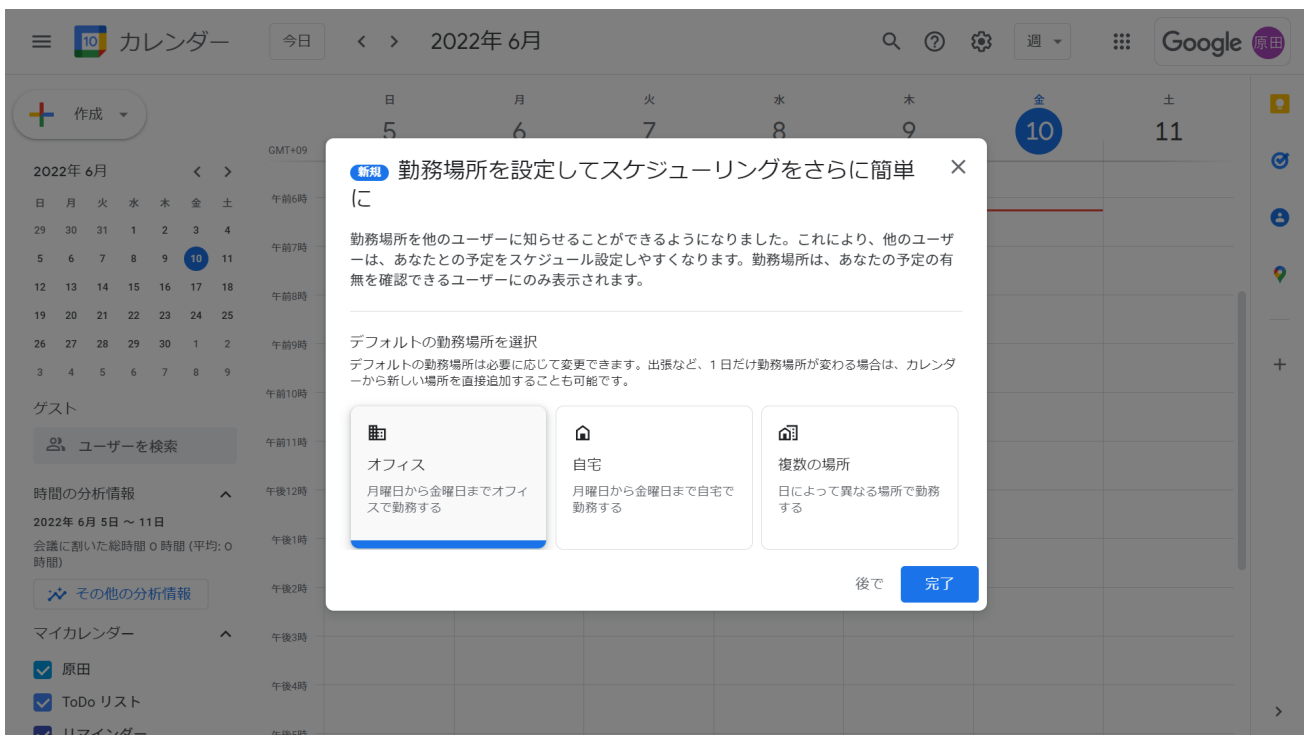 10 カレンダー 今日 2022年 6月 週 Google 原田
作成
日 月 火 水 木 金 土
5 6 7 8 9 10 11
GMT+09
2022年 6月
日 月 火 水 木 金 土
29 30 31 1 2 3 4
5 6 7 8 9 10 11
12 13 14 15 16 17 18
19 20 21 22 23 24 25
26 27 28 29 30 1 2
3 4 5 6 7 8 9
ゲスト
ユーザーを検索
時間の分析情報
2022年 6月 5日 ～ 11日
会議に割いた総時間 0 時間 (平均: 0
時間)
その他の分析情報
マイカレンダー
原田
ToDo リスト
リマインダー
午前6時
午前7時
午前8時
午前9時
午前10時
午前11時
午後12時
午後1時
午後2時
午後3時
午後4時
午後5時
新規 勤務場所を設定してスケジューリングをさらに簡単
に
勤務場所を他のユーザーに知らせることができるようになりました。これにより、他のユーザ
ーは、あなたとの予定をスケジュール設定しやすくなります。勤務場所は、あなたの予定の有
無を確認できるユーザーにのみ表示されます。
デフォルトの勤務場所を選択
デフォルトの勤務場所は必要に応じて変更できます。出張など、1 日だけ勤務場所が変わる場合は、カレンダ
ーから新しい場所を直接追加することも可能です。
オフィス
月曜日から金曜日までオフィ
スで勤務する
自宅
月曜日から金曜日まで自宅で
勤務する
複数の場所
日によって異なる場所で勤務
する
後で 完了